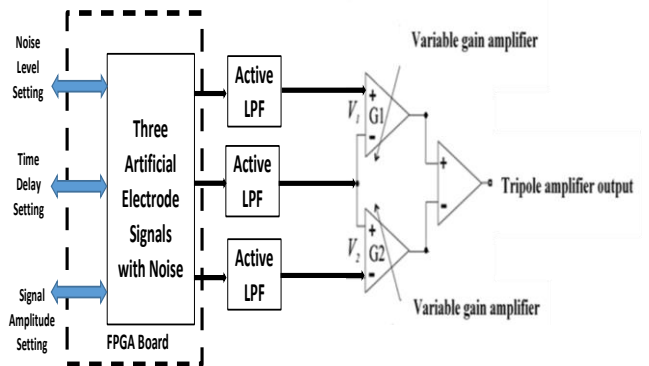 Noise
Level
Setting
Time
Delay
Setting
Signal
Amplitude
Setting
Three
Artificial
Electrode
Signals
with Noise
FPGA Board
Active
LPF
Active
LPF
Active
LPF
Variable gain amplifier
+
V1 G1
-
+
V2 G2
-
+
-
Tripole amplifier output
Variable gain amplifier